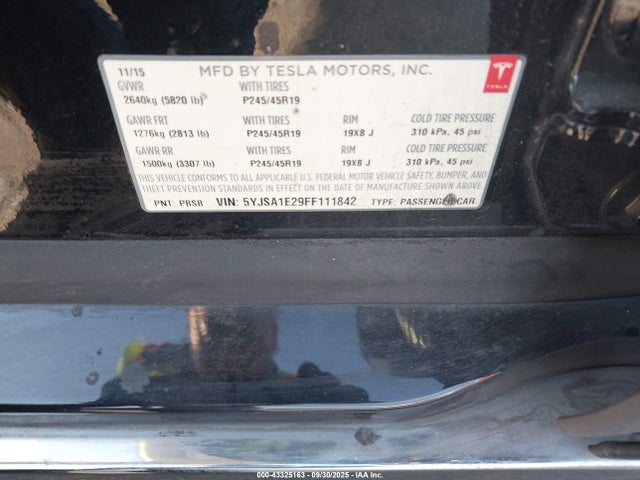 11/15 MFD BY TESLA MOTORS, INC.
GVWR WITH TIRES
2640kg (5820 lb) P245/45R19
TESLA
GAWR FRT WITH TIRES RIM COLD TIRE PRESSURE
1276kg (2813 lb) P245/45R19 19X8 J 310 kPa, 45 psi
GAWR RR WITH TIRES RIM COLD TIRE PRESSURE
1500kg (3307 lb) P245/45R19 19X8 J 310 kPa, 45 psi
THIS VEHICLE CONFORMS TO ALL APPLICABLE U.S. FEDERAL MOTOR VEHICLE SAFETY, BUMPER, AND
THEFT PREVENTION STANDARDS IN EFFECT ON THE DATE OF MANUFACTURE SHOWN ABOVE.
PNT: PBSB VIN: 5YJSA1E29FF111842 TYPE: PASSENGER CAR
000-43325163 - 09/30/2025 - IAA Inc.